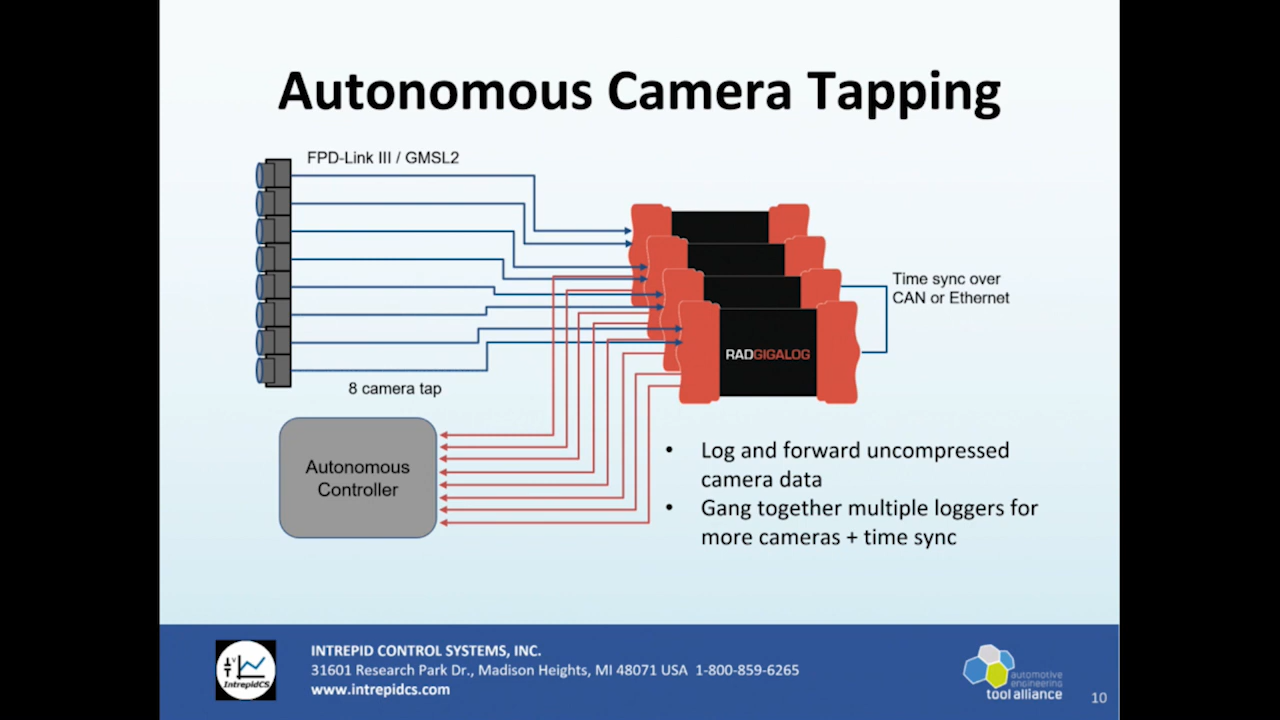 Autonomous Camera Tapping
FPD-Link III / GMSL2
Time sync over
CAN or Ethernet
RADGIGALOG
8 camera tap
Autonomous
Controller
• Log and forward uncompressed
camera data
• Gang together multiple loggers for
more cameras + time sync
IntrepidCS
INTREPID CONTROL SYSTEMS, INC.
31601 Research Park Dr., Madison Heights, MI 48071 USA 1-800-859-6265
www.intrepidcs.com
automotive
engineering
tool alliance
10